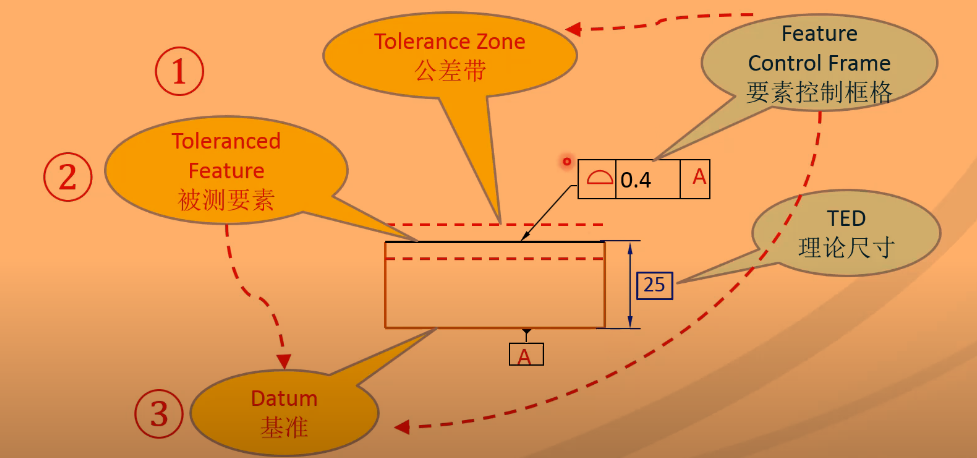 ①
Tolerance Zone
公差带
Feature
Control Frame
要素控制框格
②
Toleranced
Feature
被测要素
⌓ 0.4 A
TED
理论尺寸
25
A
③
Datum
基准